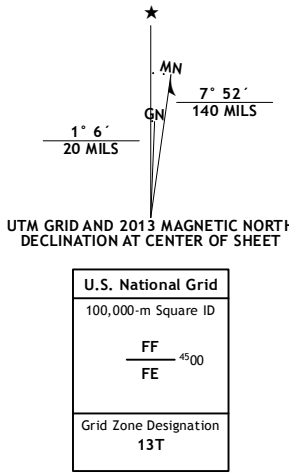 MN
7° 52´
140 MILS
GN
1° 6´
20 MILS
UTM GRID AND 2013 MAGNETIC NORTH
DECLINATION AT CENTER OF SHEET
U.S. National Grid
100,000-m Square ID
FF
4500
FE
Grid Zone Designation
13T